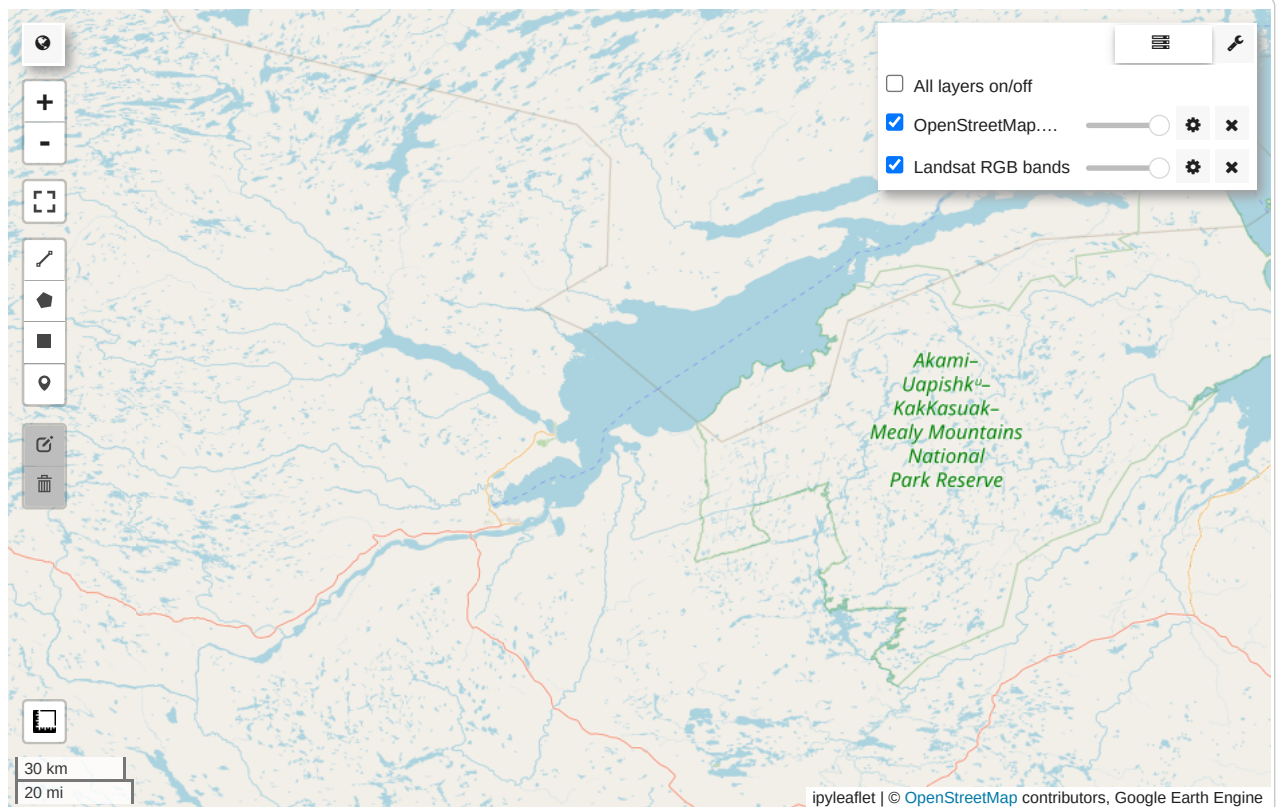 +
-
All layers on/off
OpenStreetMap....
Landsat RGB bands
Akami–
Uapishkᵘ–
KakKasuak–
Mealy Mountains
National
Park Reserve
30 km
20 mi
ipyleaflet | © OpenStreetMap contributors, Google Earth Engine